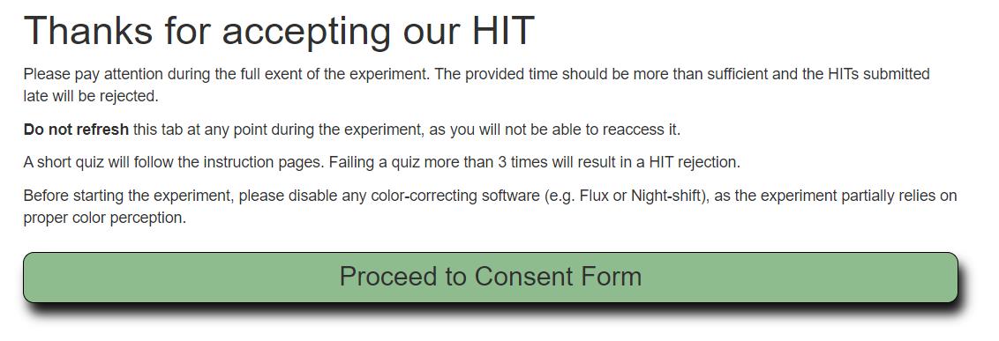 Thanks for accepting our HIT
Please pay attention during the full exent of the experiment. The provided time should be more than sufficient and the HITs submitted
late will be rejected.
Do not refresh this tab at any point during the experiment, as you will not be able to reaccess it.
A short quiz will follow the instruction pages. Failing a quiz more than 3 times will result in a HIT rejection.
Before starting the experiment, please disable any color-correcting software (e.g. Flux or Night-shift), as the experiment partially relies on
proper color perception.
Proceed to Consent Form